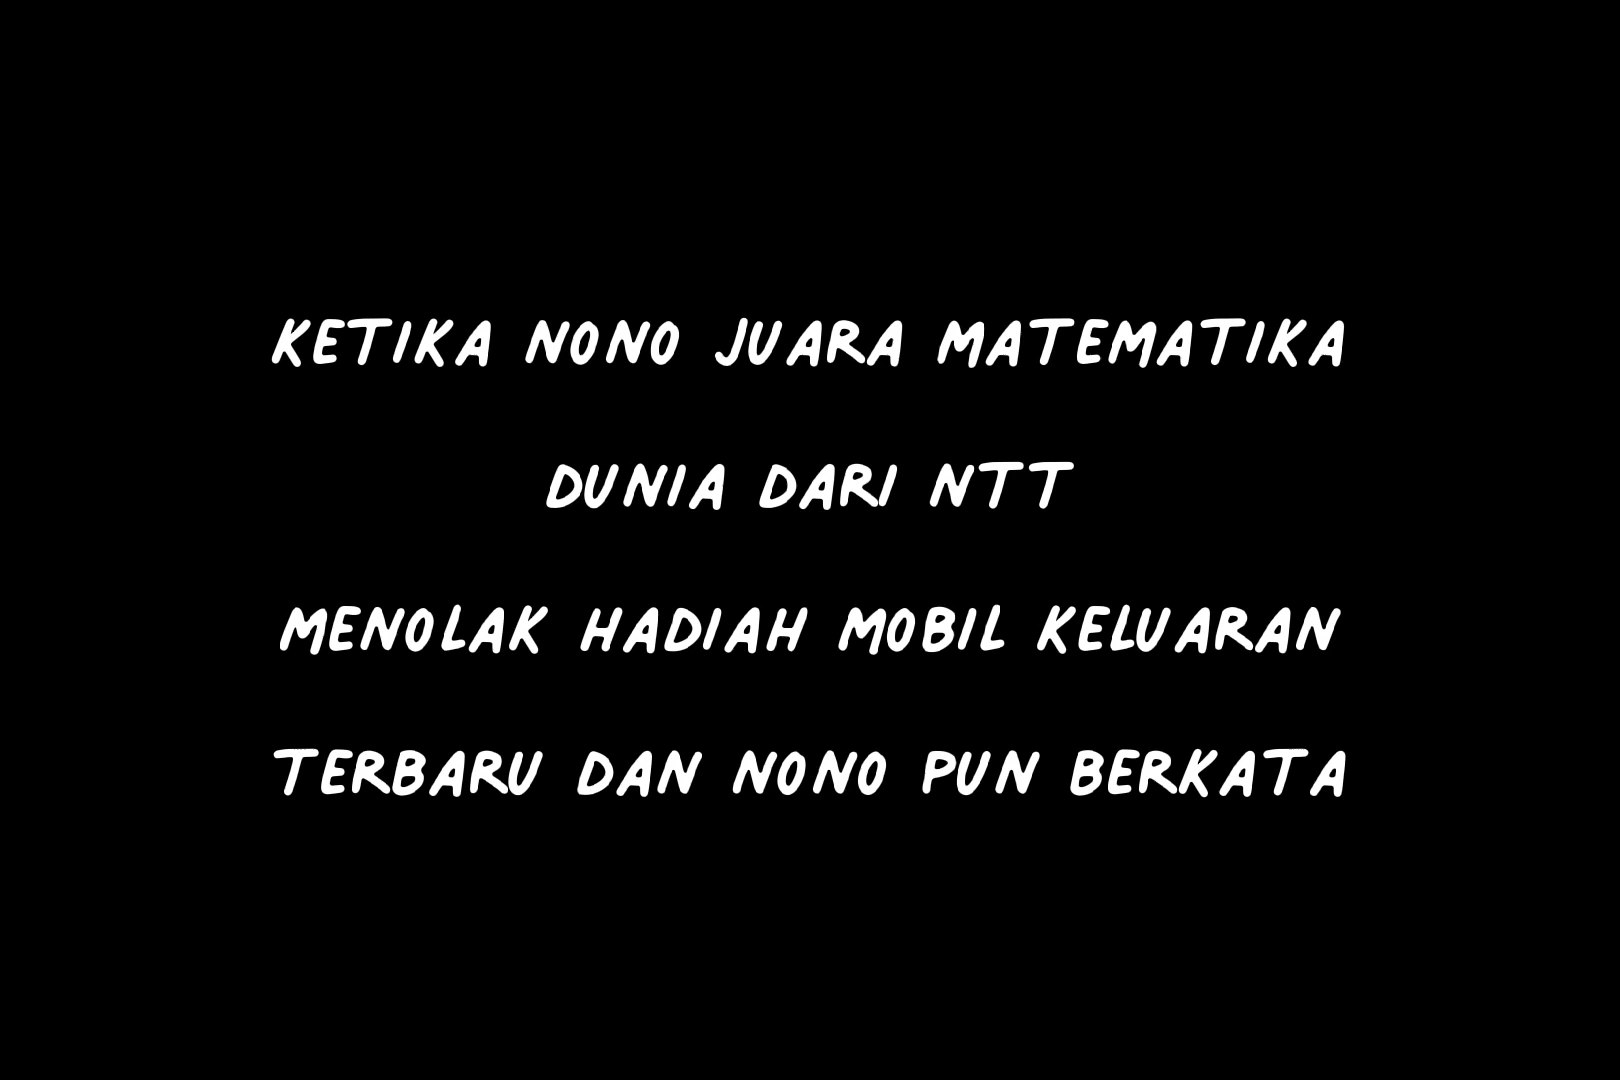 KETIKA NONO JUARA MATEMATIKA
DUNIA DARI NTT
MENOLAK HADIAH MOBIL KELUARAN
TERBARU DAN NONO PUN BERKATA